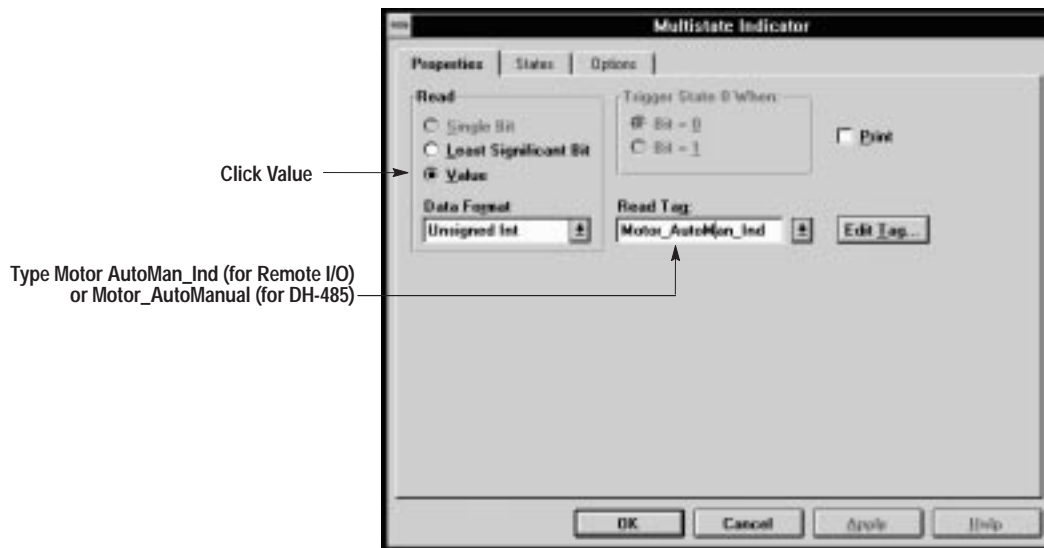 Multistate Indicator
Properties States Options
Read
Single Bit
Least Significant Bit
Value
Data Format
Unsigned Int
Trigger State 0 When:
Bit = 0
Bit = 1
Print
Read Tag:
Motor_AutoMan_Ind
Edit Tag...
Click Value
Type Motor AutoMan_Ind (for Remote I/O)
or Motor_AutoManual (for DH-485)
OK Cancel Apply Help